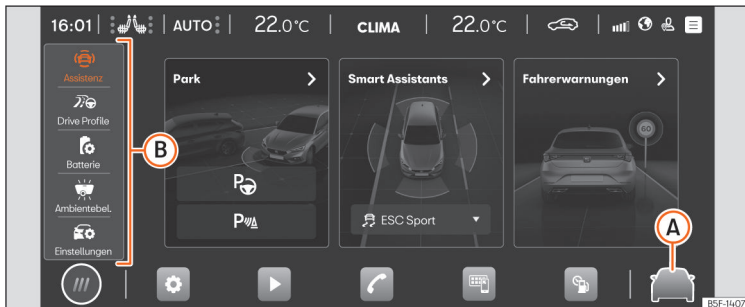 16:01 AUTO 22.0°C CLIMA 22.0°C
Assistenz
Drive Profile
Batterie
Ambientebel.
Einstellungen
B
Park
P
P
Smart Assistants
ESC Sport
Fahrerwarnungen
60
A
B5F-1407